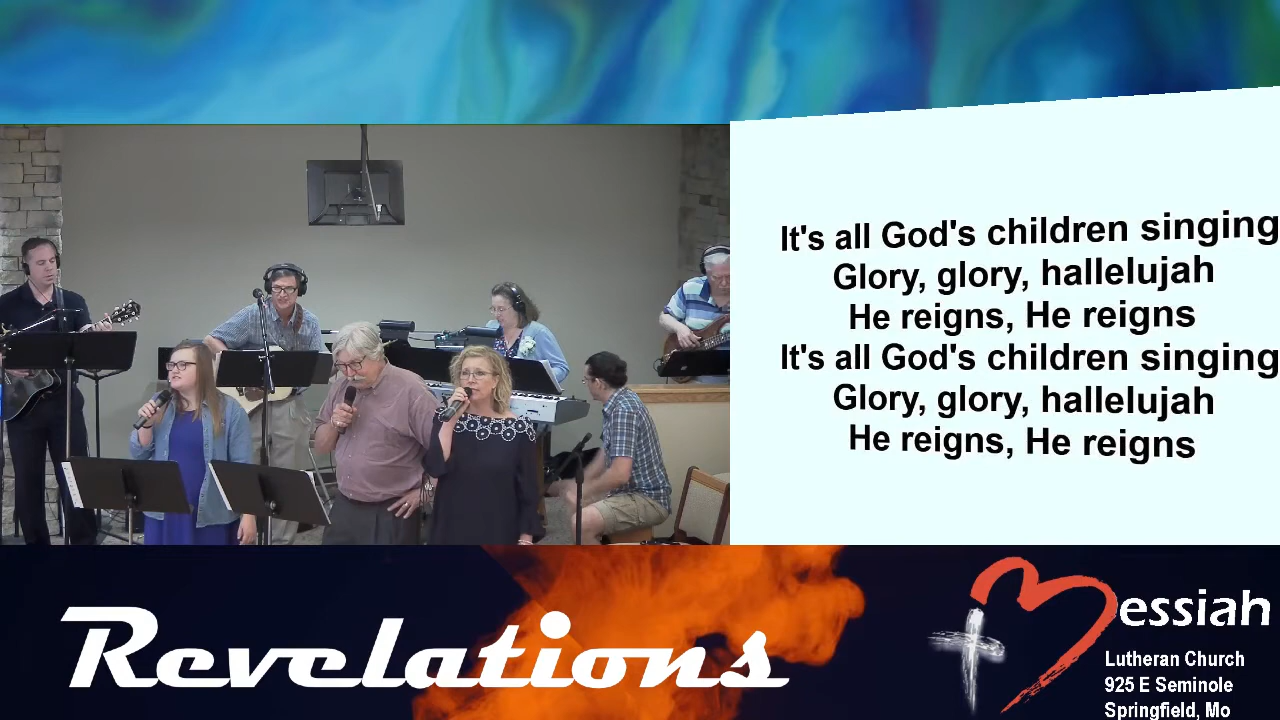 It's all God's children singing
Glory, glory, hallelujah
He reigns, He reigns
It's all God's children singing
Glory, glory, hallelujah
He reigns, He reigns
Revelations
Messiah
Lutheran Church
925 E Seminole
Springfield, Mo